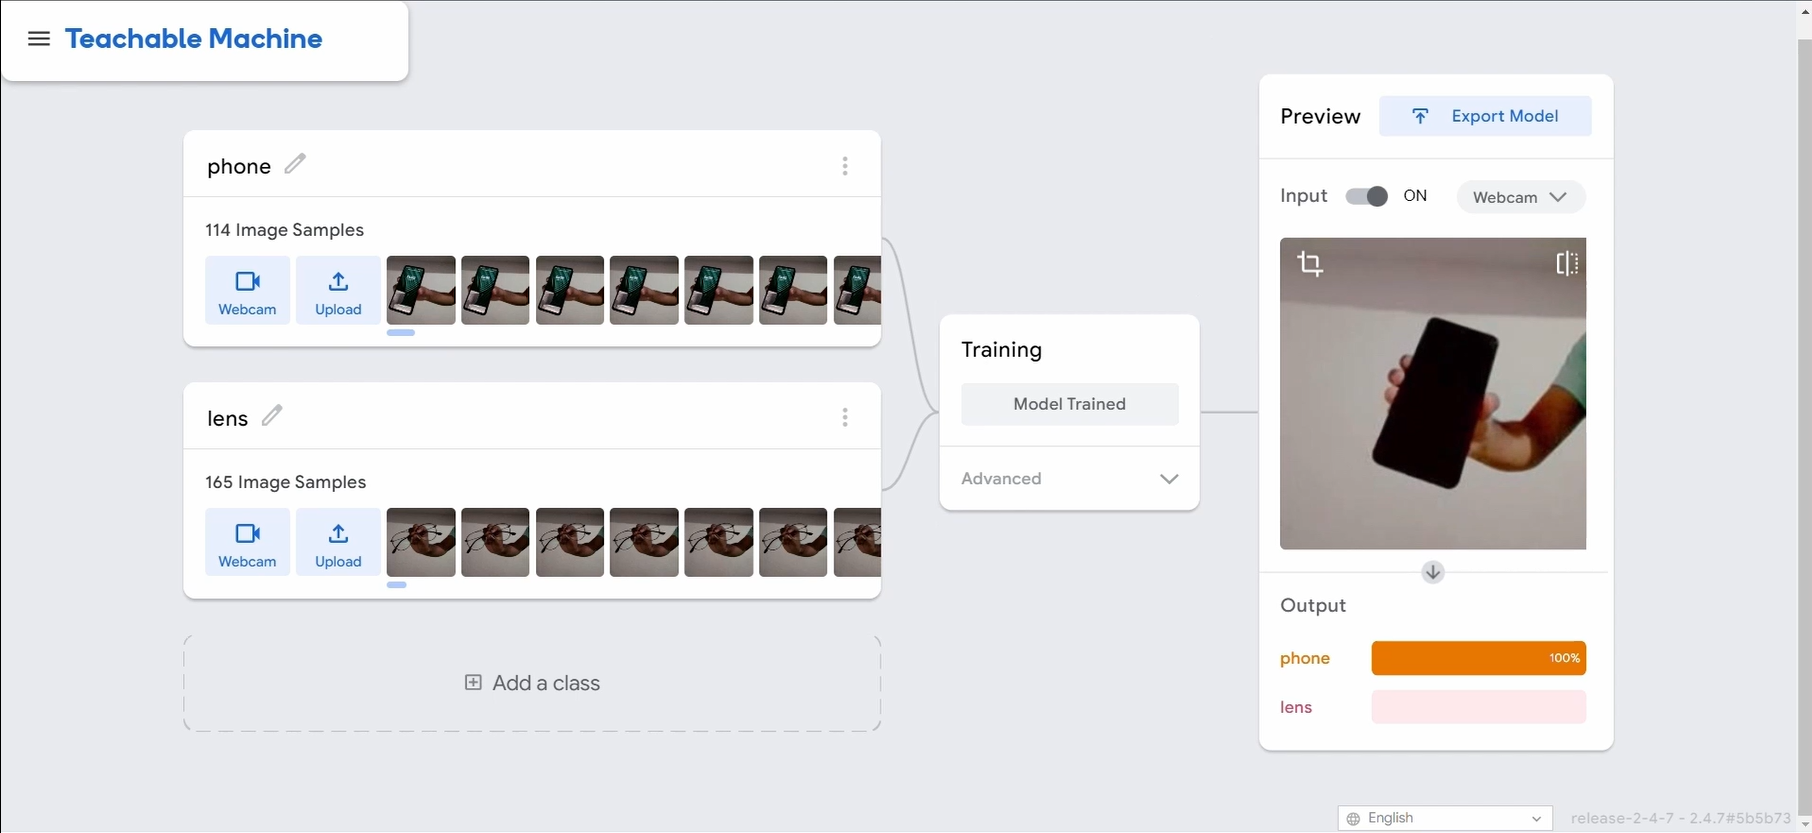 Teachable Machine
phone
114 Image Samples
Webcam
Upload
lens
165 Image Samples
Webcam
Upload
Add a class
Training
Model Trained
Advanced
Preview
Export Model
Input
ON
Webcam
Output
phone
100%
lens
English
release-2-4-7 - 2.4.7#5b5b73